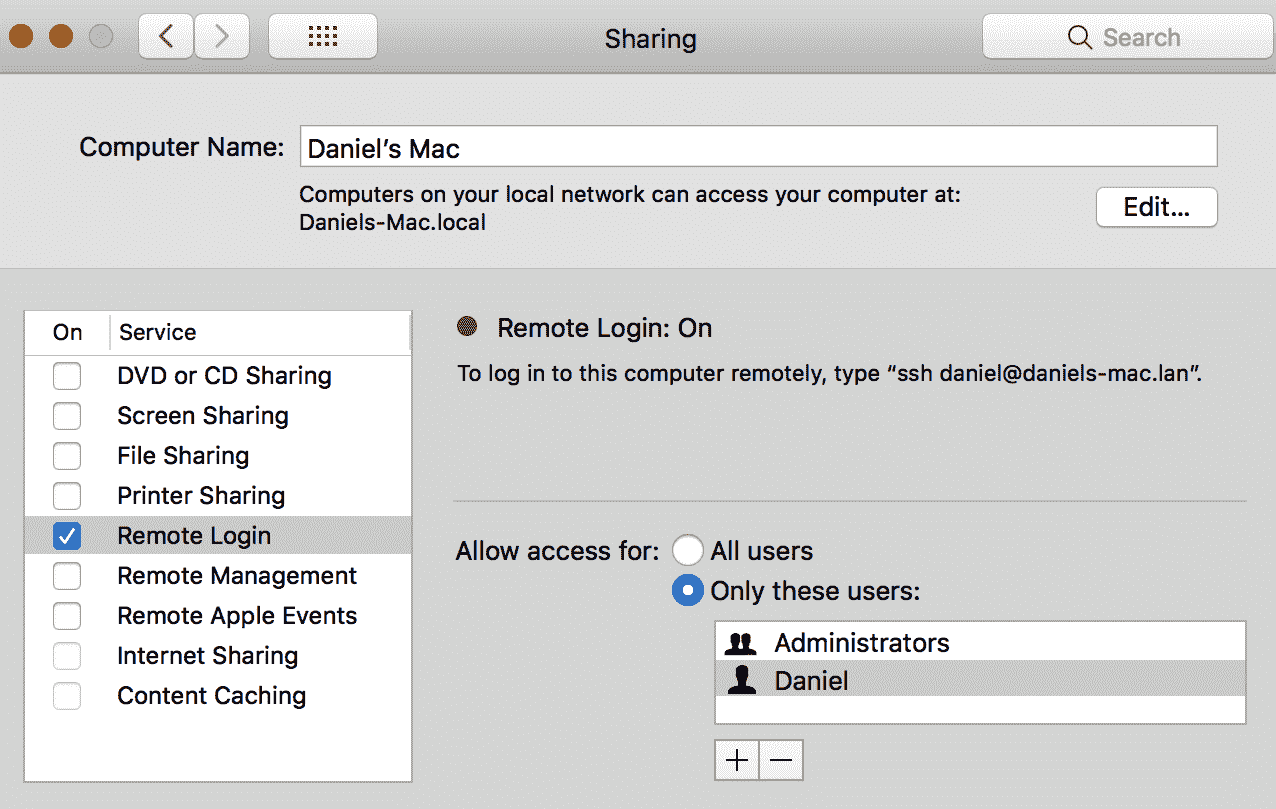 Sharing
Search
Computer Name: Daniel’s Mac
Computers on your local network can access your computer at:
Daniels-Mac.local
Edit...
On Service
DVD or CD Sharing
Screen Sharing
File Sharing
Printer Sharing
Remote Login
Remote Management
Remote Apple Events
Internet Sharing
Content Caching
Remote Login: On
To log in to this computer remotely, type “ssh daniel@daniels-mac.lan”.
Allow access for: All users
Only these users:
Administrators
Daniel